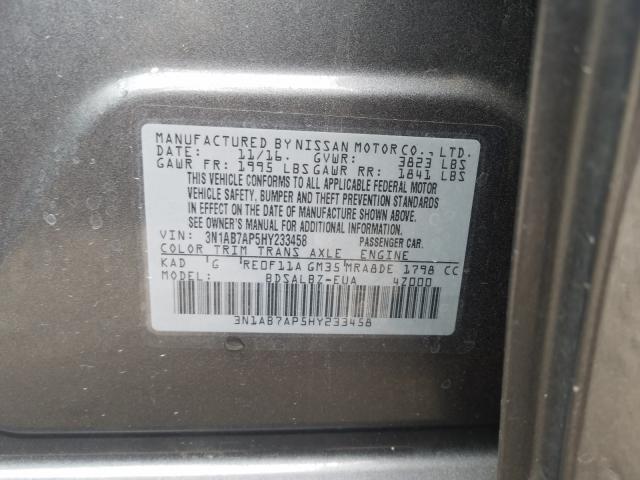 MANUFACTURED BY NISSAN MOTOR CO., LTD.
DATE: 11/16. GVWR: 3823 LBS
GAWR FR: 1995 LBS GAWR RR: 1841 LBS
THIS VEHICLE CONFORMS TO ALL APPLICABLE FEDERAL MOTOR
VEHICLE SAFETY, BUMPER AND THEFT PREVENTION STANDARDS
IN EFFECT ON THE DATE OF MANUFACTURE SHOWN ABOVE.
SEE OWNER'S MANUAL FOR ADDITIONAL INFORMATION
VIN: 3N1AB7AP5HY233458 PASSENGER CAR.
COLOR TRIM TRANS AXLE ENGINE
KAD G RE0F11A GM35 MRA8DE 1798 CC
MODEL: BDSALBZ-EUA 4Z000
3N1AB7AP5HY233458